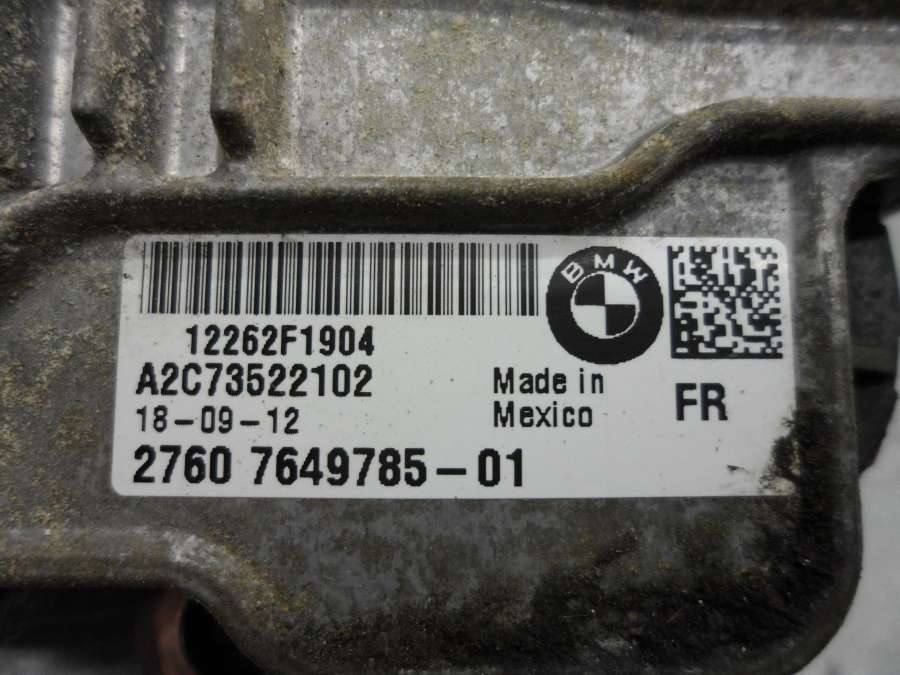 BMW
12262F1904
A2C73522102
18-09-12
Made in
Mexico
FR
2760 7649785-01